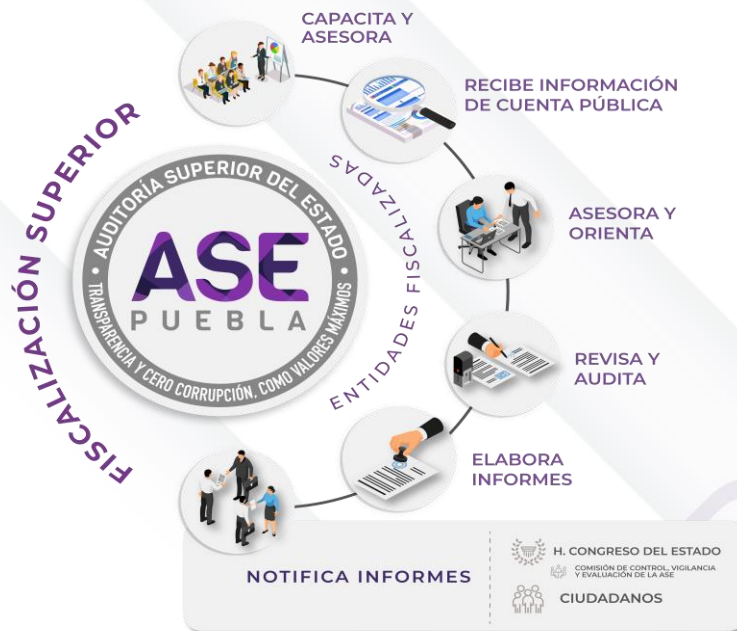 CAPACITA Y
ASESORA
RECIBE INFORMACIÓN
DE CUENTA PÚBLICA
FISCALIZACIÓN SUPERIOR
AUDITORÍA SUPERIOR DEL ESTADO
ASE
PUEBLA
TRANSPARENCIA Y CERO CORRUPCIÓN, COMO VALORES MÁXIMOS
ENTIDADES FISCALIZADAS
ASESORA Y
ORIENTA
REVISA Y
AUDITA
ELABORA
INFORMES
NOTIFICA INFORMES
H. CONGRESO DEL ESTADO
COMISIÓN DE CONTROL, VIGILANCIA
Y EVALUACIÓN DE LA ASE
CIUDADANOS